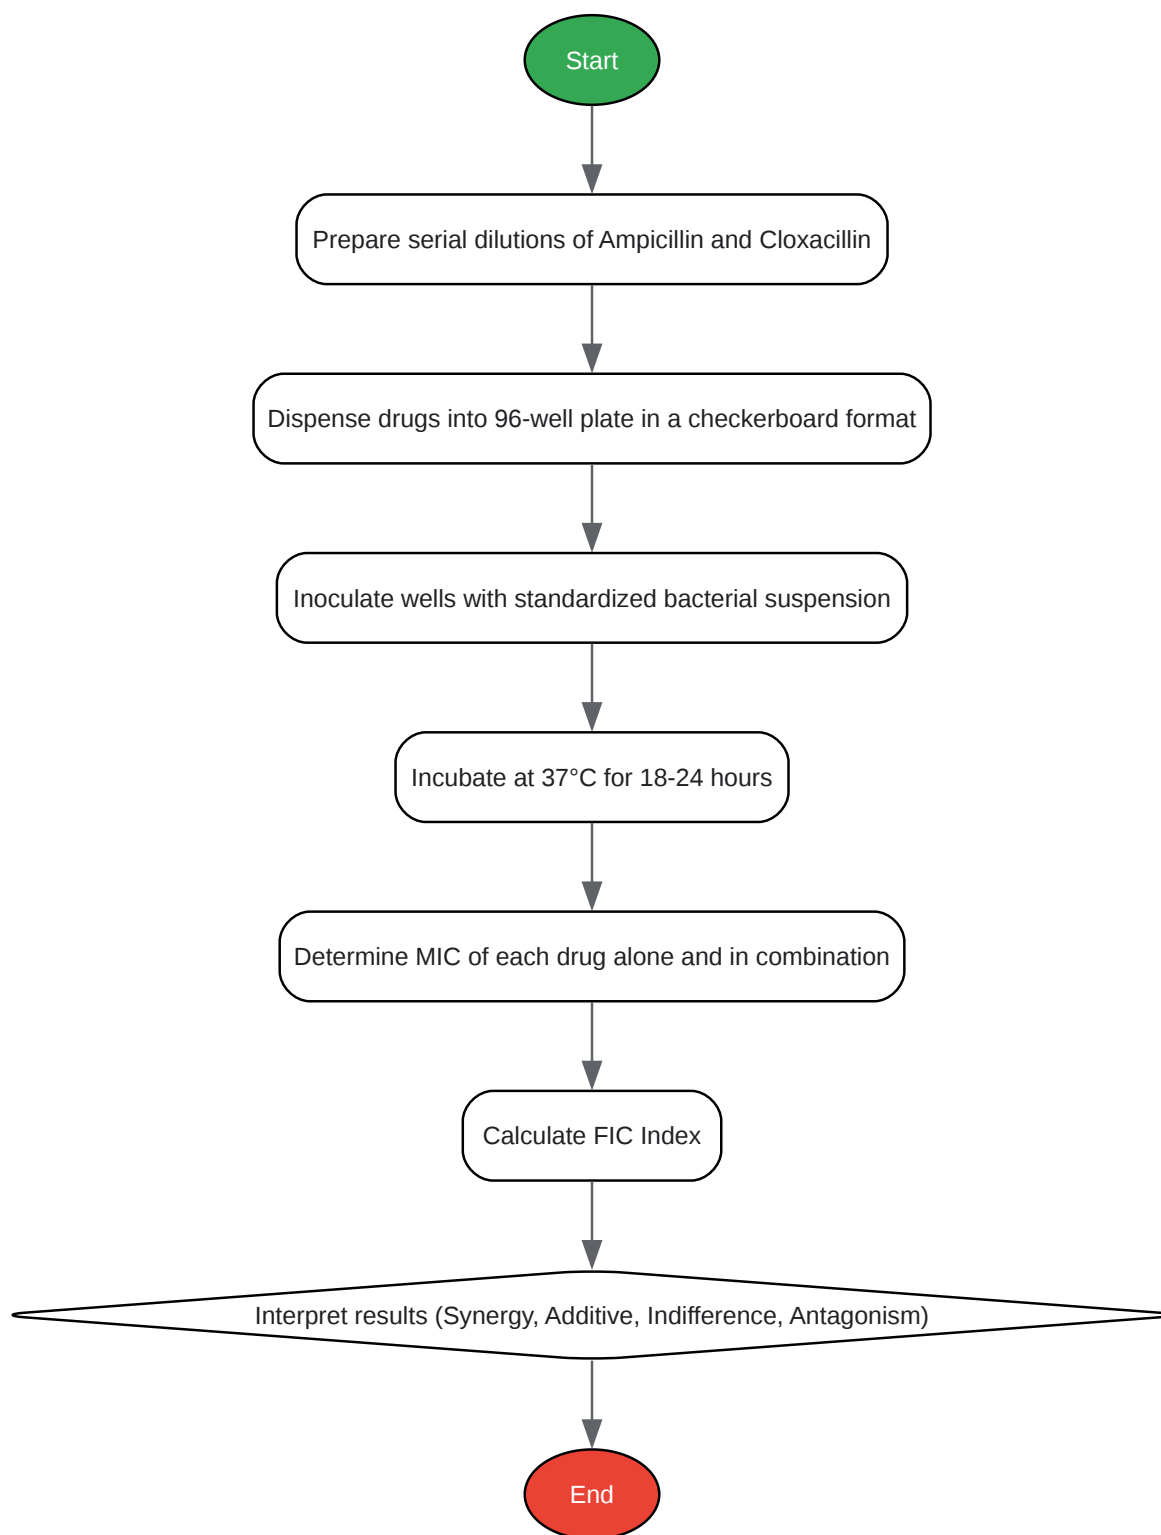 Start
Prepare serial dilutions of Ampicillin and Cloxacillin
Dispense drugs into 96-well plate in a checkerboard format
Inoculate wells with standardized bacterial suspension
Incubate at 37°C for 18-24 hours
Determine MIC of each drug alone and in combination
Calculate FIC Index
Interpret results (Synergy, Additive, Indifference, Antagonism)
End